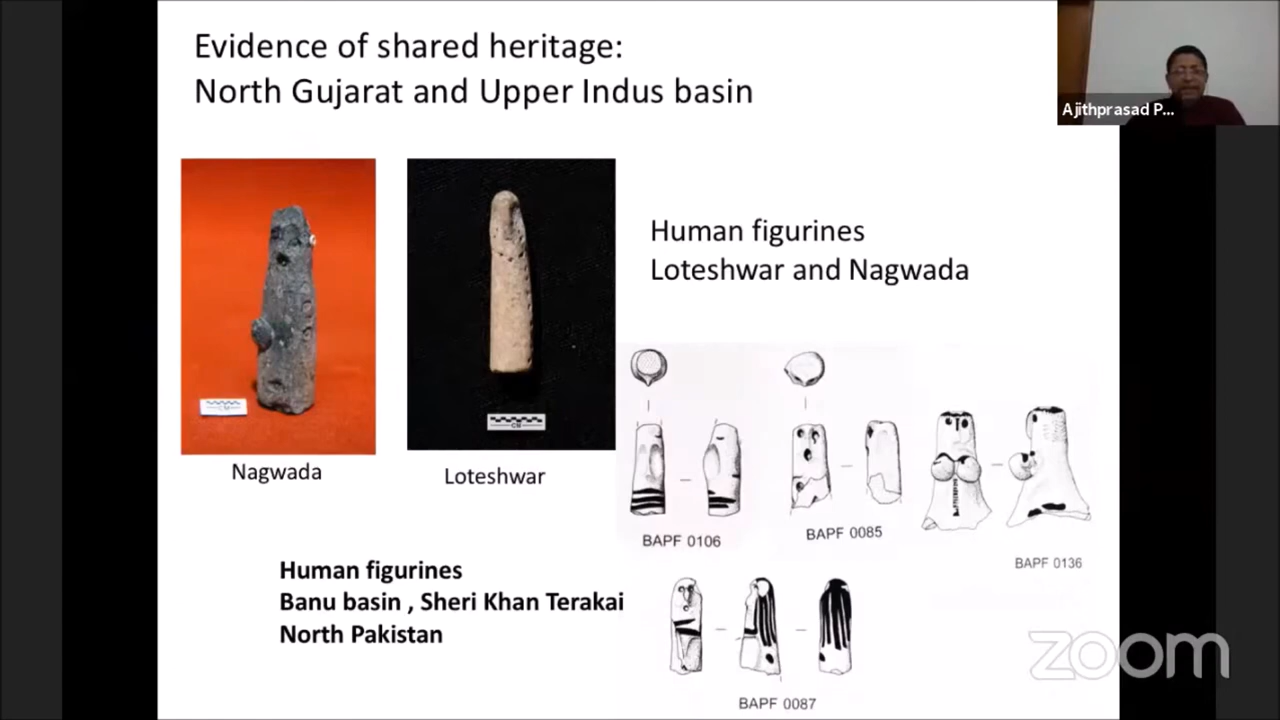 Evidence of shared heritage:
North Gujarat and Upper Indus basin
Ajithprasad P...
Human figurines
Loteshwar and Nagwada
Nagwada
Loteshwar
CM
BAPF 0106
BAPF 0085
BAPF 0136
Human figurines
Banu basin , Sheri Khan Terakai
North Pakistan
BAPF 0087
zoom